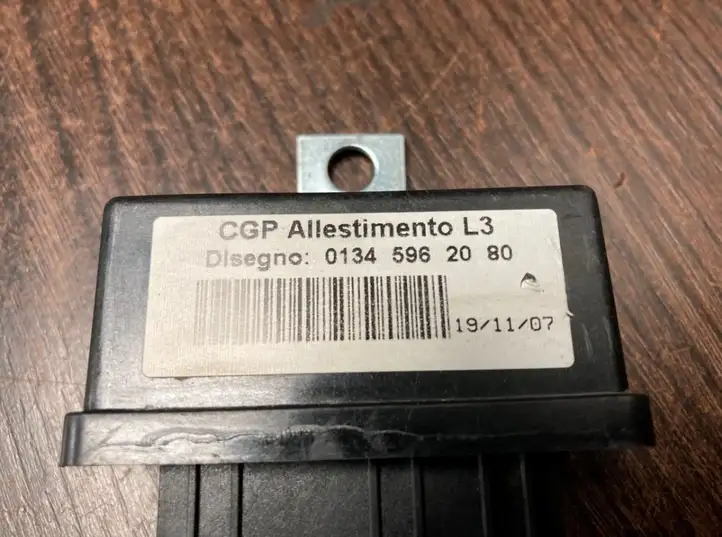 CGP Allestimento L3
Disegno: 0134 596 20 80
19/11/07